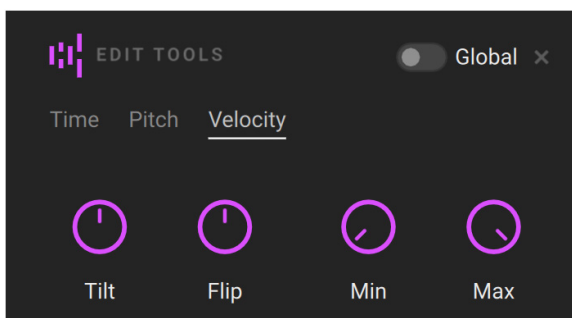 EDIT TOOLS Global ×
Time Pitch Velocity
Tilt Flip Min Max